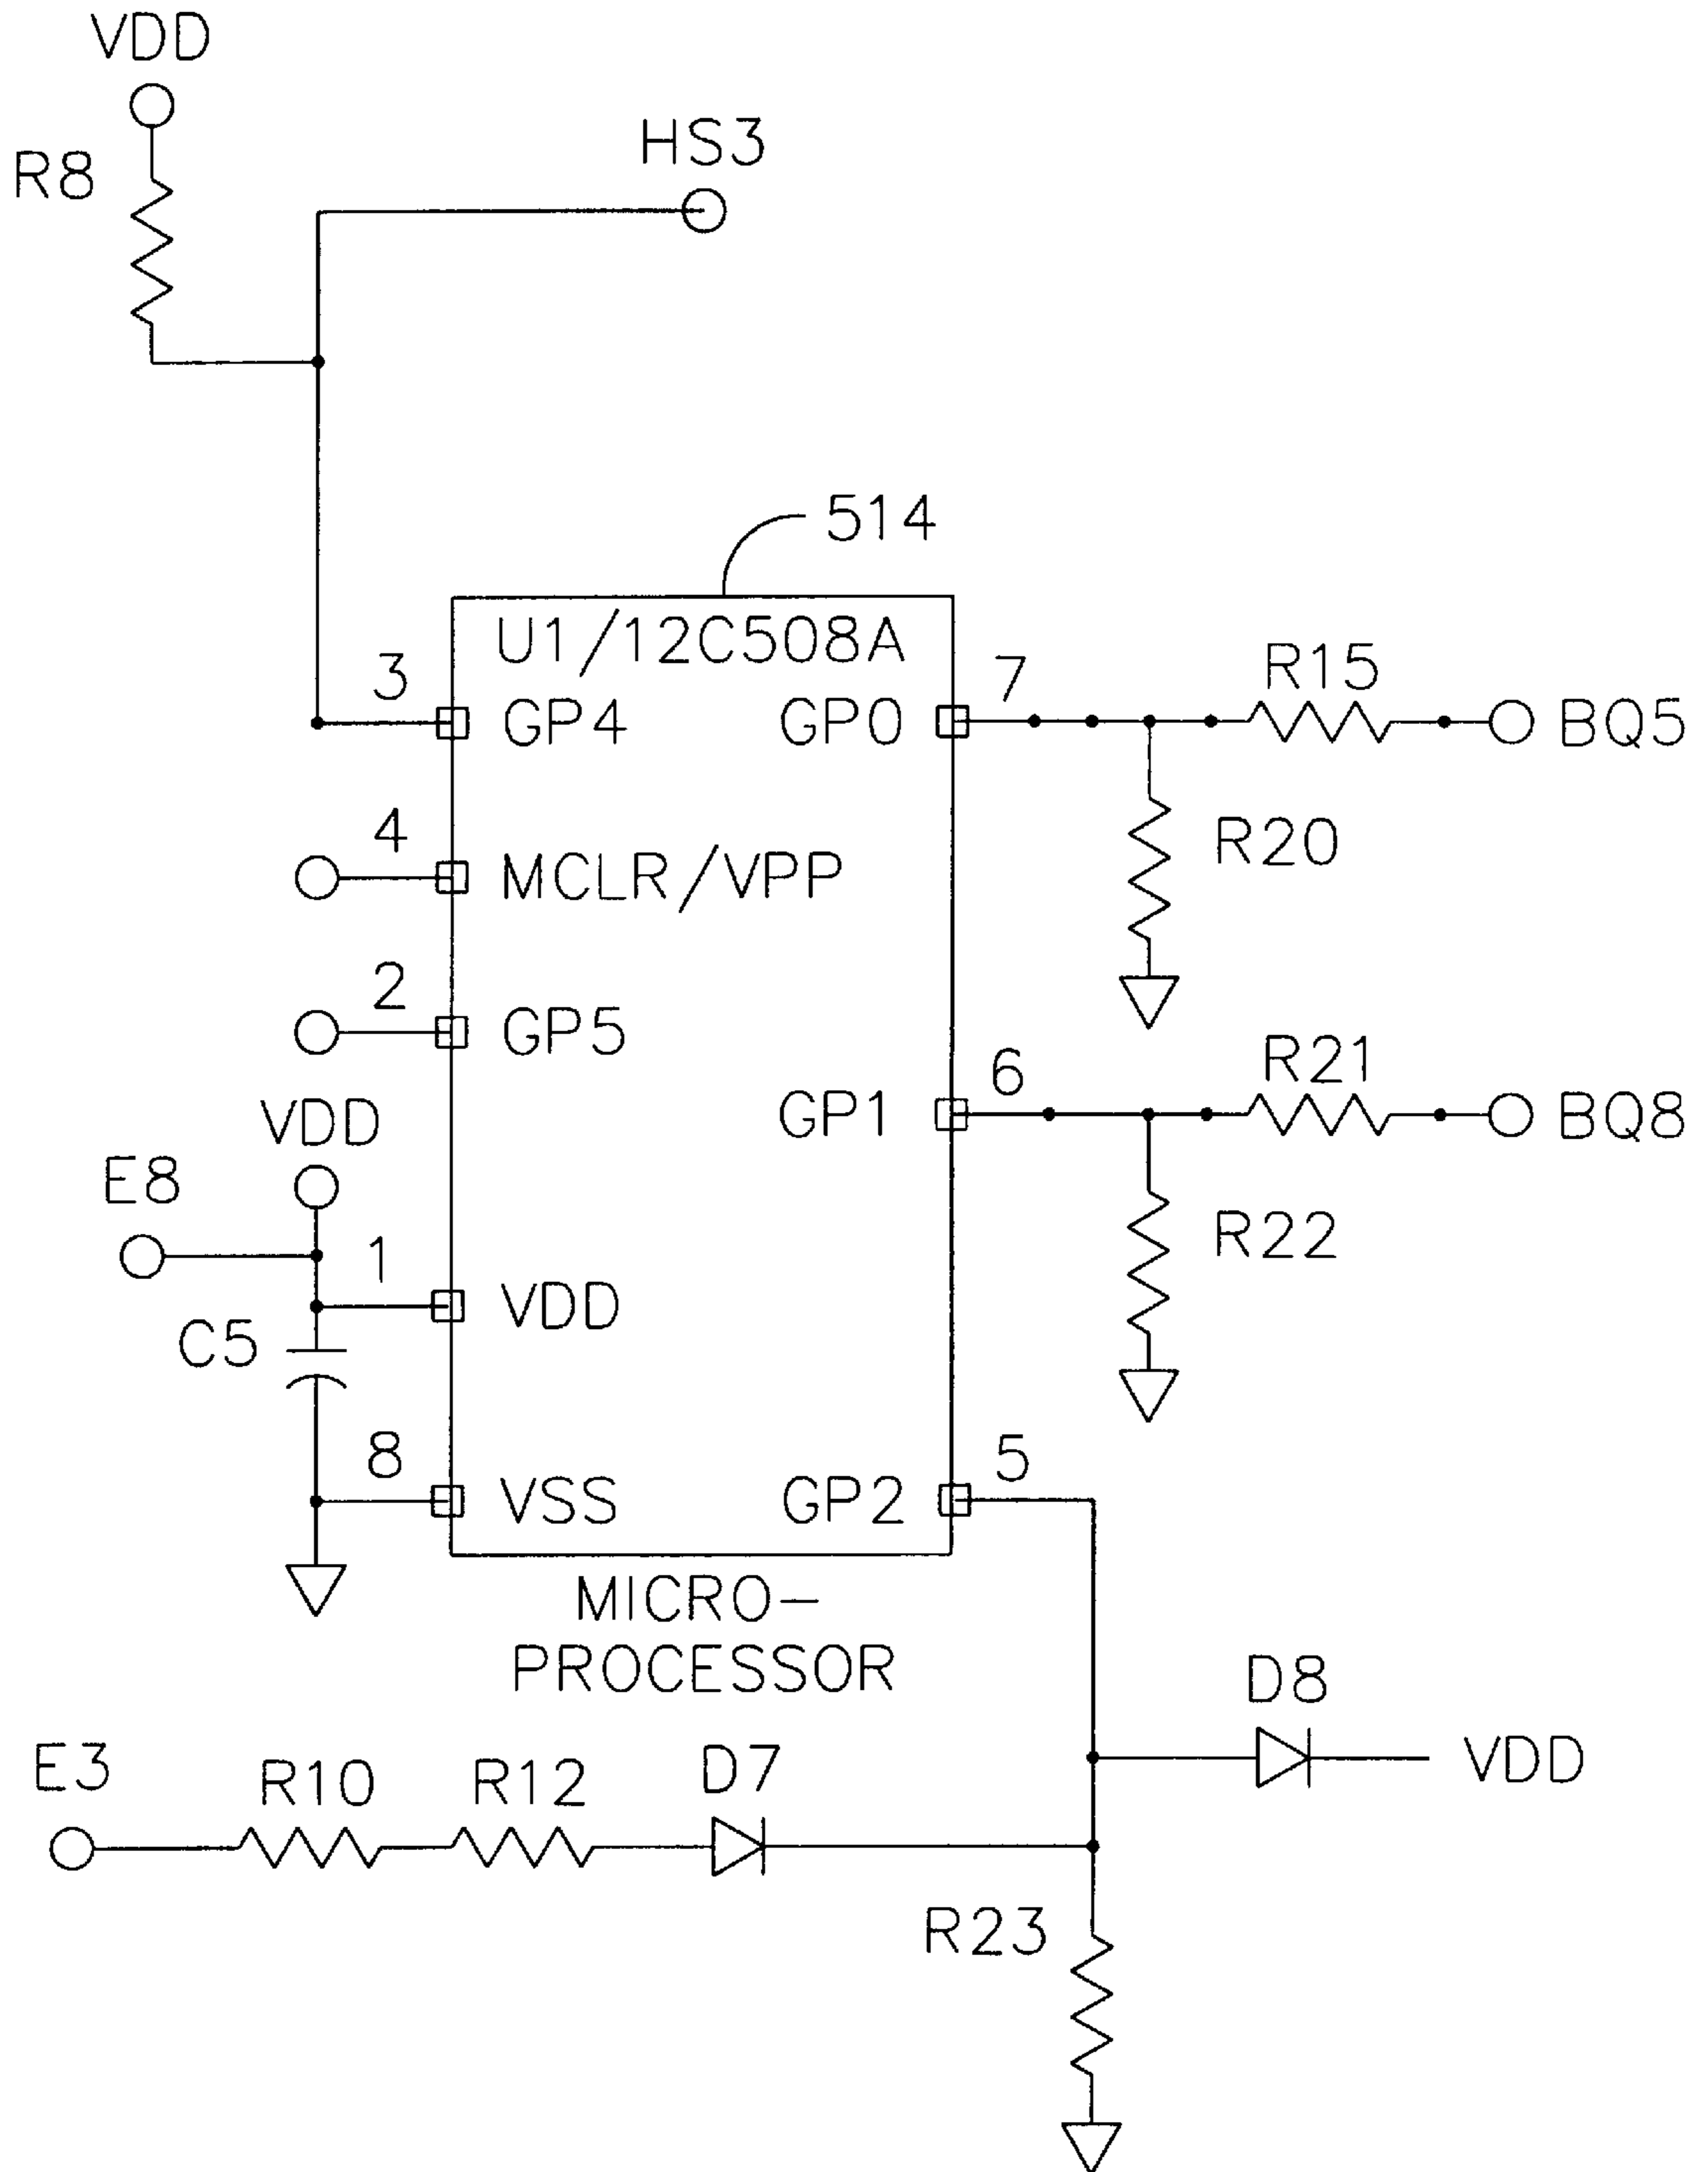 VDD
R8
HS3
514
U1/12C508A
3
GP4
GP0
7
R15
BQ5
4
MCLR/VPP
R20
2
GP5
GP1
6
R21
BQ8
VDD
E8
R22
1
VDD
C5
8
VSS
GP2
5
MICRO-
PROCESSOR
D8
VDD
E3
R10
R12
D7
R23